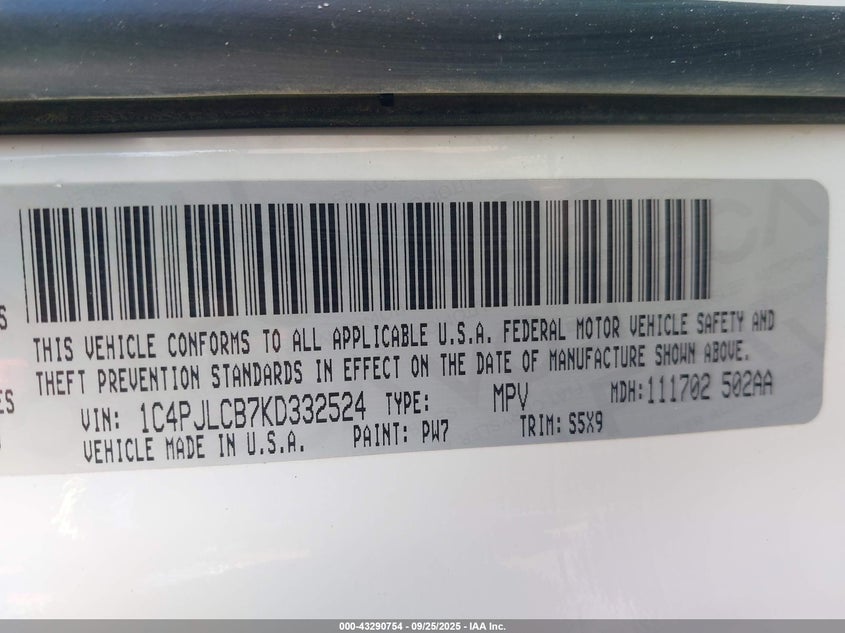 S
THIS VEHICLE CONFORMS TO ALL APPLICABLE U.S.A. FEDERAL MOTOR VEHICLE SAFETY AND
THEFT PREVENTION STANDARDS IN EFFECT ON THE DATE OF MANUFACTURE SHOWN ABOVE.
ES
VIN: 1C4PJLCB7KD332524 TYPE: MPV MDH: 111702 502AA
VEHICLE MADE IN U.S.A. PAINT: PW7 TRIM: S5X9
000-43290754 - 09/25/2025 - IAA Inc.